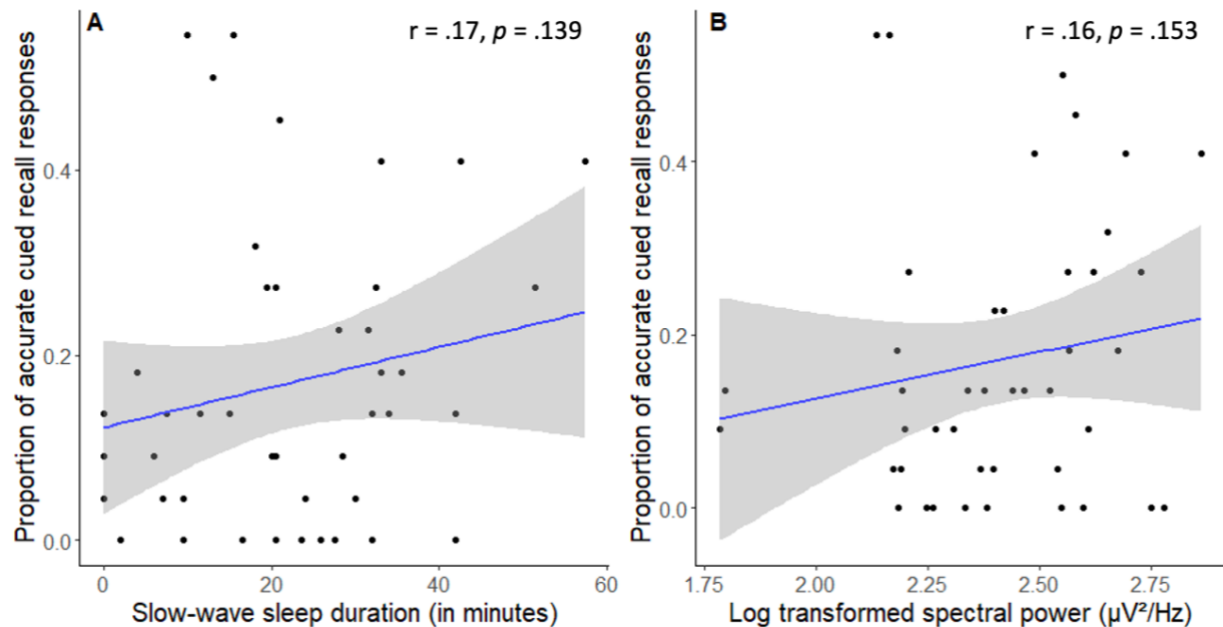 A
r = .17, p = .139
Proportion of accurate cued recall responses
0.4
0.2
0.0
0 20 40 60
Slow-wave sleep duration (in minutes)
B
r = .16, p = .153
Proportion of accurate cued recall responses
0.4
0.2
0.0
1.75 2.00 2.25 2.50 2.75
Log transformed spectral power (µV²/Hz)